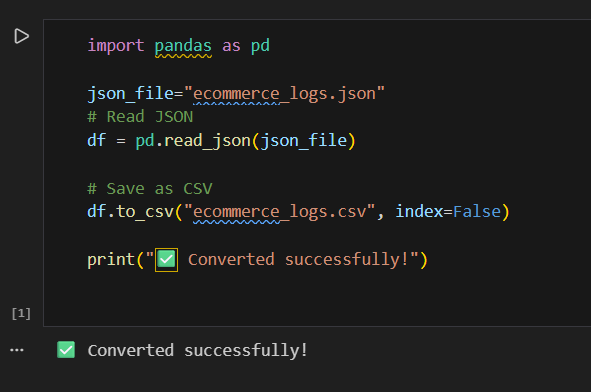 import pandas as pd
json_file="ecommerce_logs.json"
# Read JSON
df = pd.read_json(json_file)
# Save as CSV
df.to_csv("ecommerce_logs.csv", index=False)
print("✅ Converted successfully!")
[1]
✅ Converted successfully!